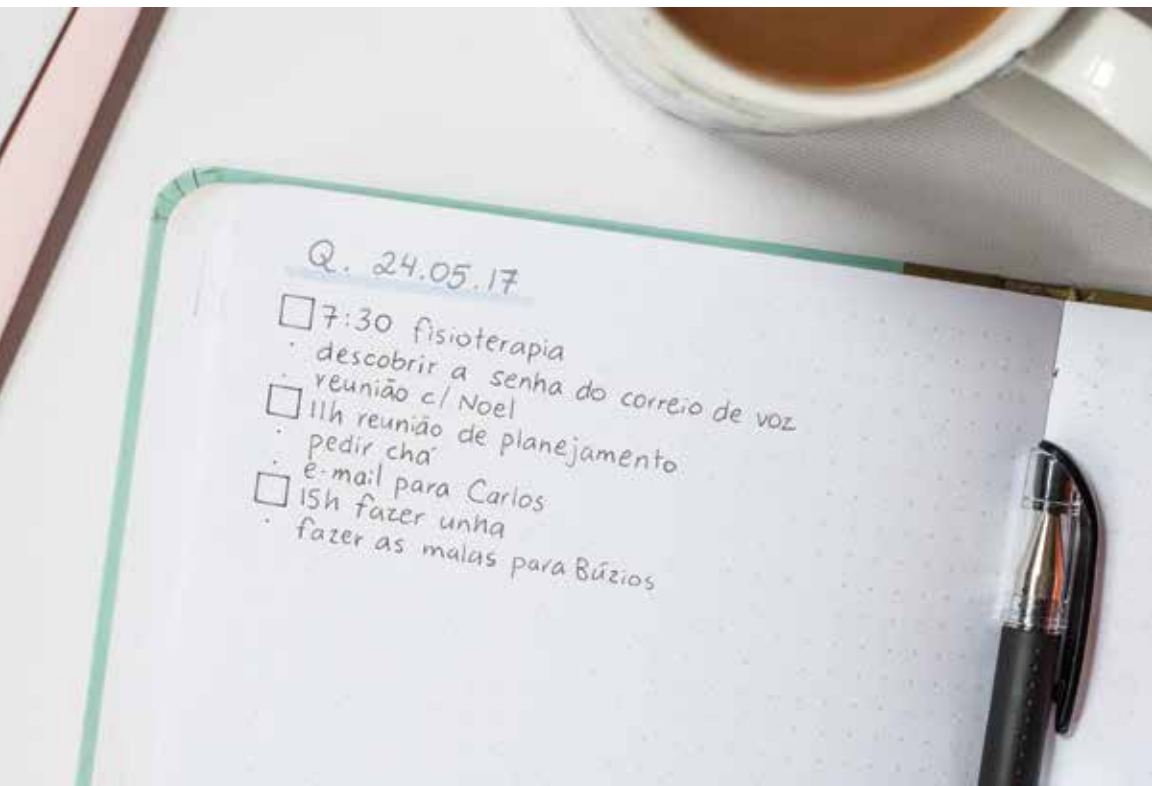 Q. 24.05.17
7:30 fisioterapia
descobrir a senha do correio de voz
reunião c/ Noel
11h reunião de planejamento
pedir chá
e-mail para Carlos
15h fazer unha
fazer as malas para Búzios